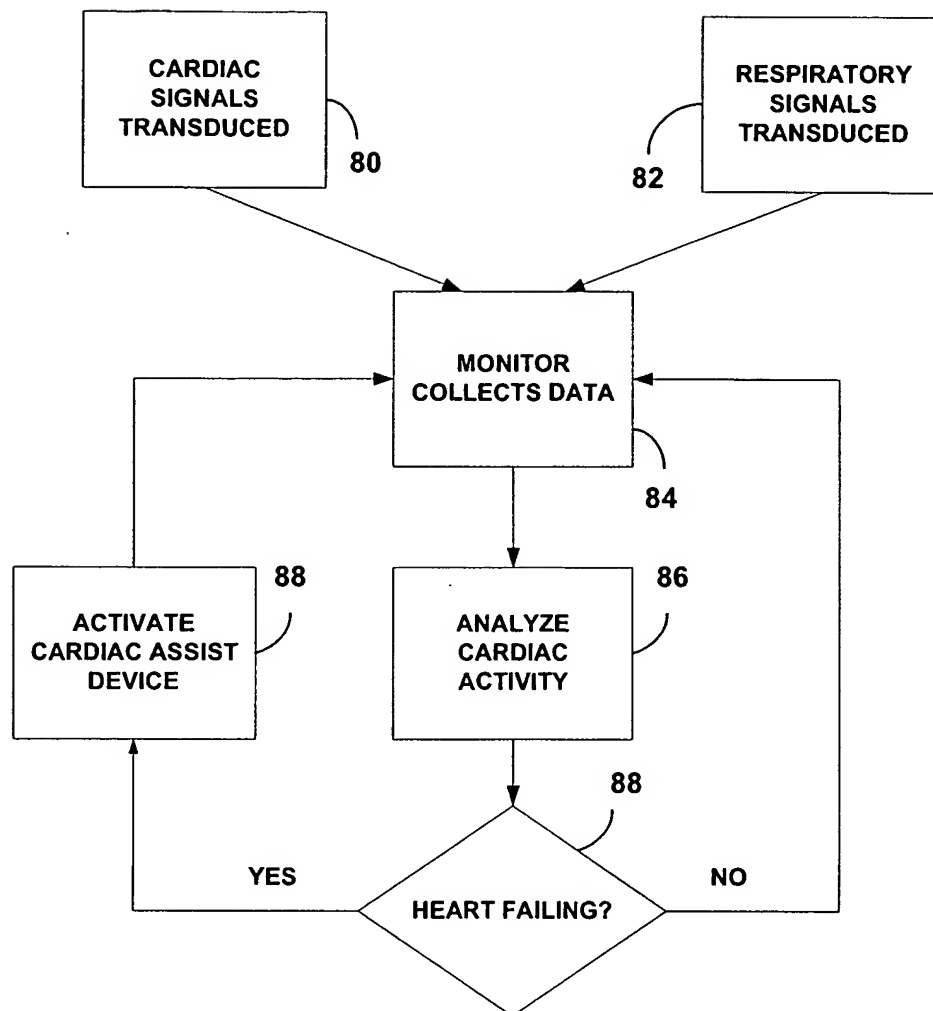 CARDIAC
SIGNALS
TRANSDUCED
80
RESPIRATORY
SIGNALS
TRANSDUCED
82
MONITOR
COLLECTS DATA
84
ACTIVATE
CARDIAC ASSIST
DEVICE
88
ANALYZE
CARDIAC
ACTIVITY
86
HEART FAILING?
88
YES
NO